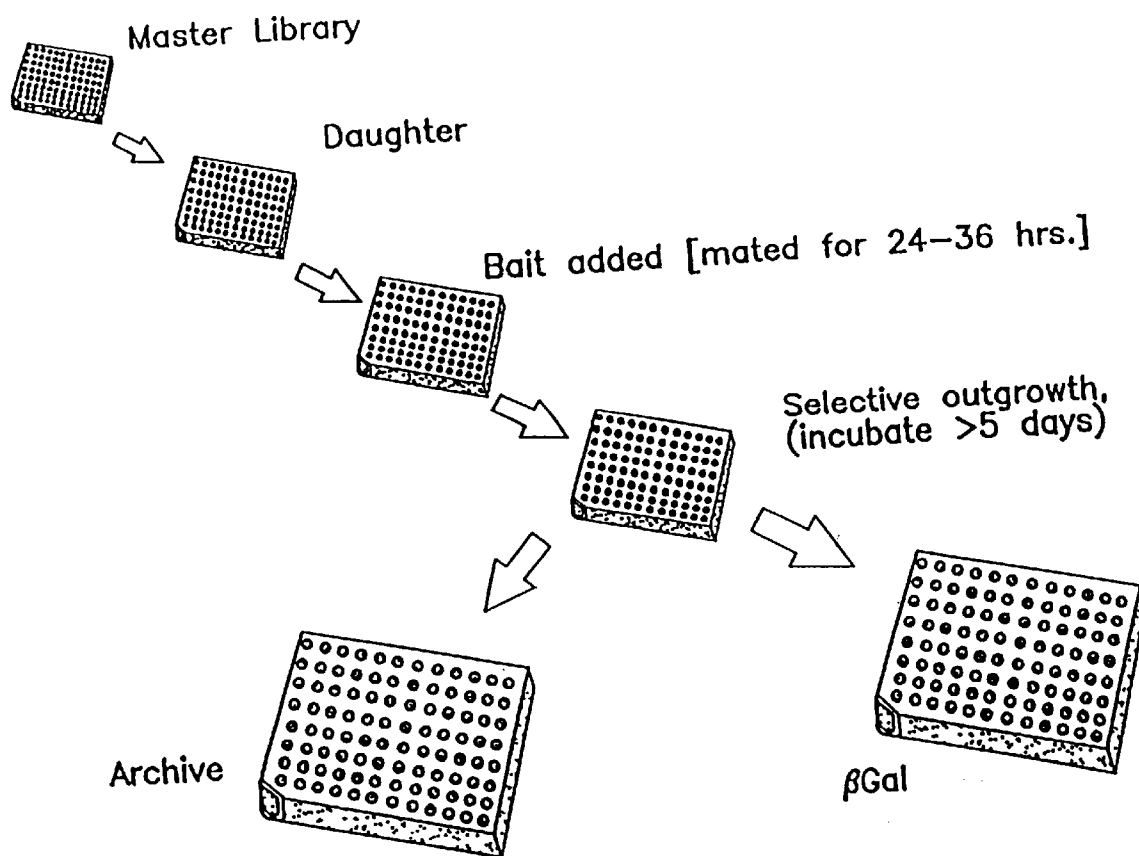 Master Library
Daughter
Bait added [mated for 24-36 hrs.]
Selective outgrowth,
(incubate >5 days)
Archive
βGal